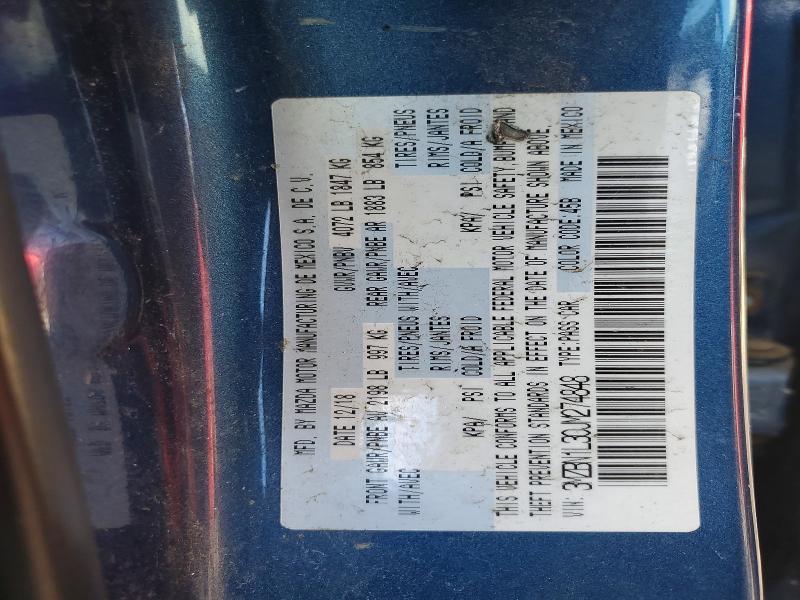 MFD. BY MAZDA MOTOR MANUFACTURING DE MEXICO S.A. DE C.V.
DATE 12/18 GVWR/PNBV 4072 LB 1847 KG
FRONT GAWR/PNBE AV 2198 LB 997 KG REAR GAWR/PNBE AR 1883 LB 854 KG
WITH/AVEC TIRES/PNEUS WITH/AVEC TIRES/PNEUS
RIMS/JANTES RIMS/JANTES
KPA/ PSI COLD/A FROID KPA/ PSI COLD/A FROID
THIS VEHICLE CONFORMS TO ALL APPLICABLE FEDERAL MOTOR VEHICLE SAFETY BUMPER AND
THEFT PREVENTION STANDARDS IN EFFECT ON THE DATE OF MANUFACTURE SHOWN ABOVE.
VIN: 3MZBN1L30JM274848 TYPE:PASS CAR COLOR CODE:45B MADE IN MEXICO